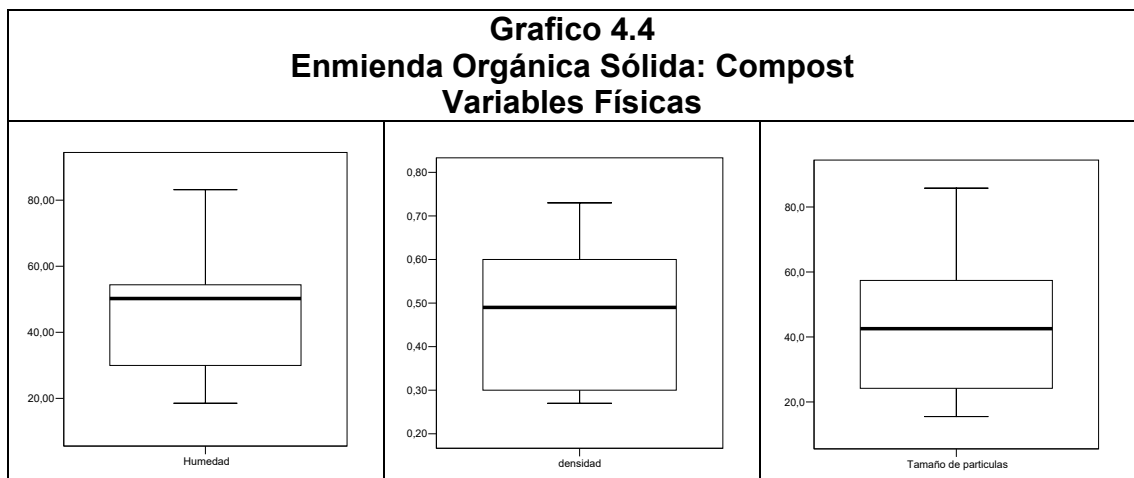 Grafico 4.4
Enmienda Orgánica Sólida: Compost
Variables Físicas
80,00
60,00
40,00
20,00
Humedad
0,80
0,70
0,60
0,50
0,40
0,30
0,20
densidad
80,0
60,0
40,0
20,0
Tamaño de particulas